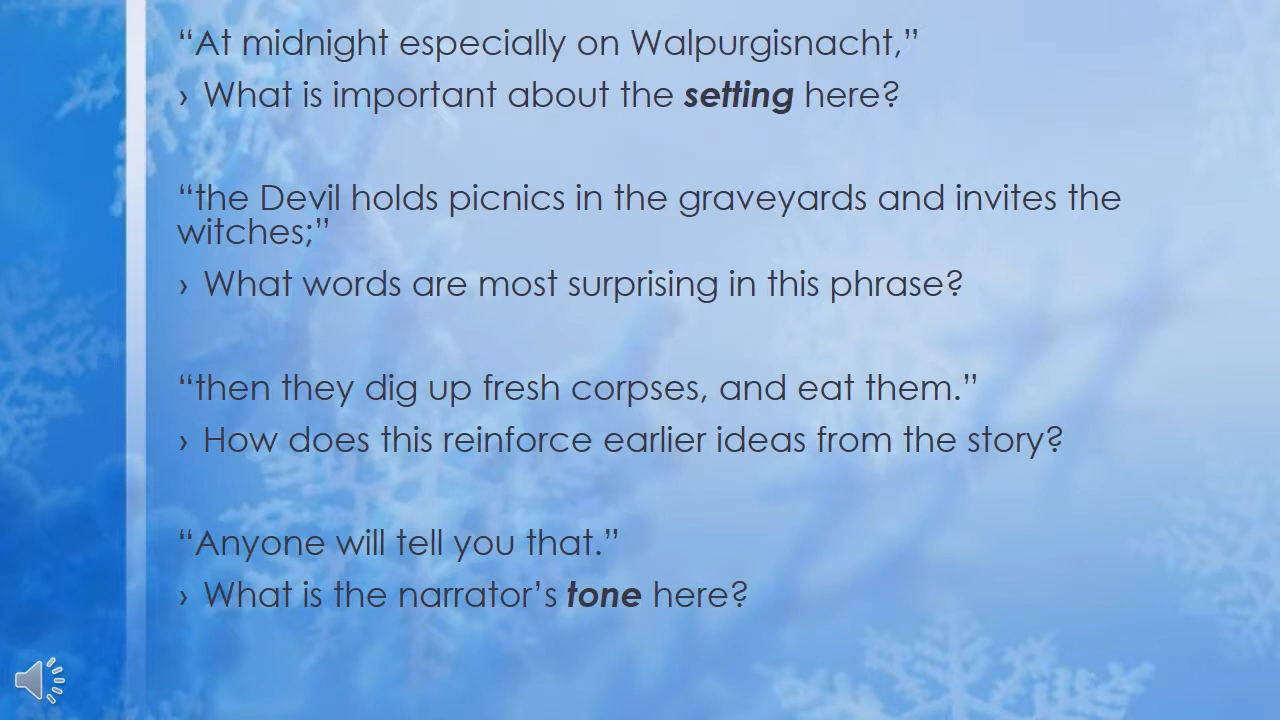 “At midnight especially on Walpurgisnacht,”
› What is important about the setting here?
“the Devil holds picnics in the graveyards and invites the
witches;”
› What words are most surprising in this phrase?
“then they dig up fresh corpses, and eat them.”
› How does this reinforce earlier ideas from the story?
“Anyone will tell you that.”
› What is the narrator’s tone here?